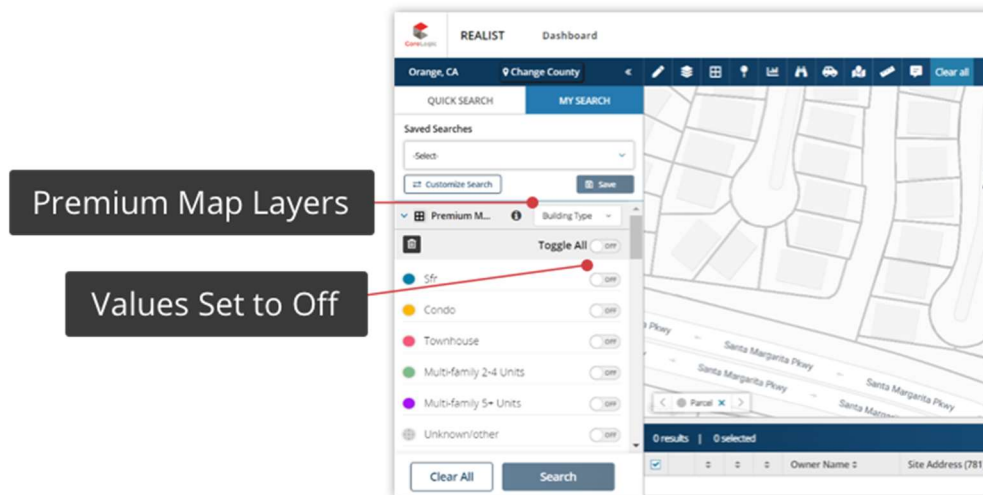 CoreLogic
REALIST Dashboard
Orange, CA Change County « Clear all
QUICK SEARCH MY SEARCH
Saved Searches
-Select-
Customize Search Save
Premium Map Layers
Premium M... Building Type
Toggle All OFF
Values Set to Off
Sfr OFF
Condo OFF
Townhouse OFF
Multi-family 2-4 Units OFF
Multi-family 5+ Units OFF
Unknown/other OFF
Clear All Search
Pkwy
Santa Margarita Pkwy
Santa Margarita Pkwy
Santa Margarita Pkwy
Santa
Parcel
0 results | 0 selected
Owner Name Site Address (781